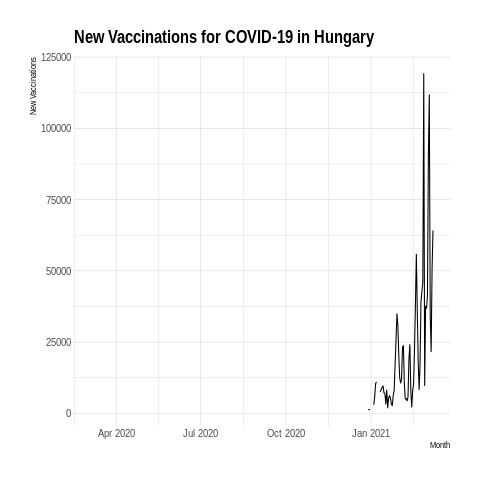 New Vaccinations for COVID-19 in Hungary
New Vaccinations
125000
100000
75000
50000
25000
0
Apr 2020 Jul 2020 Oct 2020 Jan 2021
Month